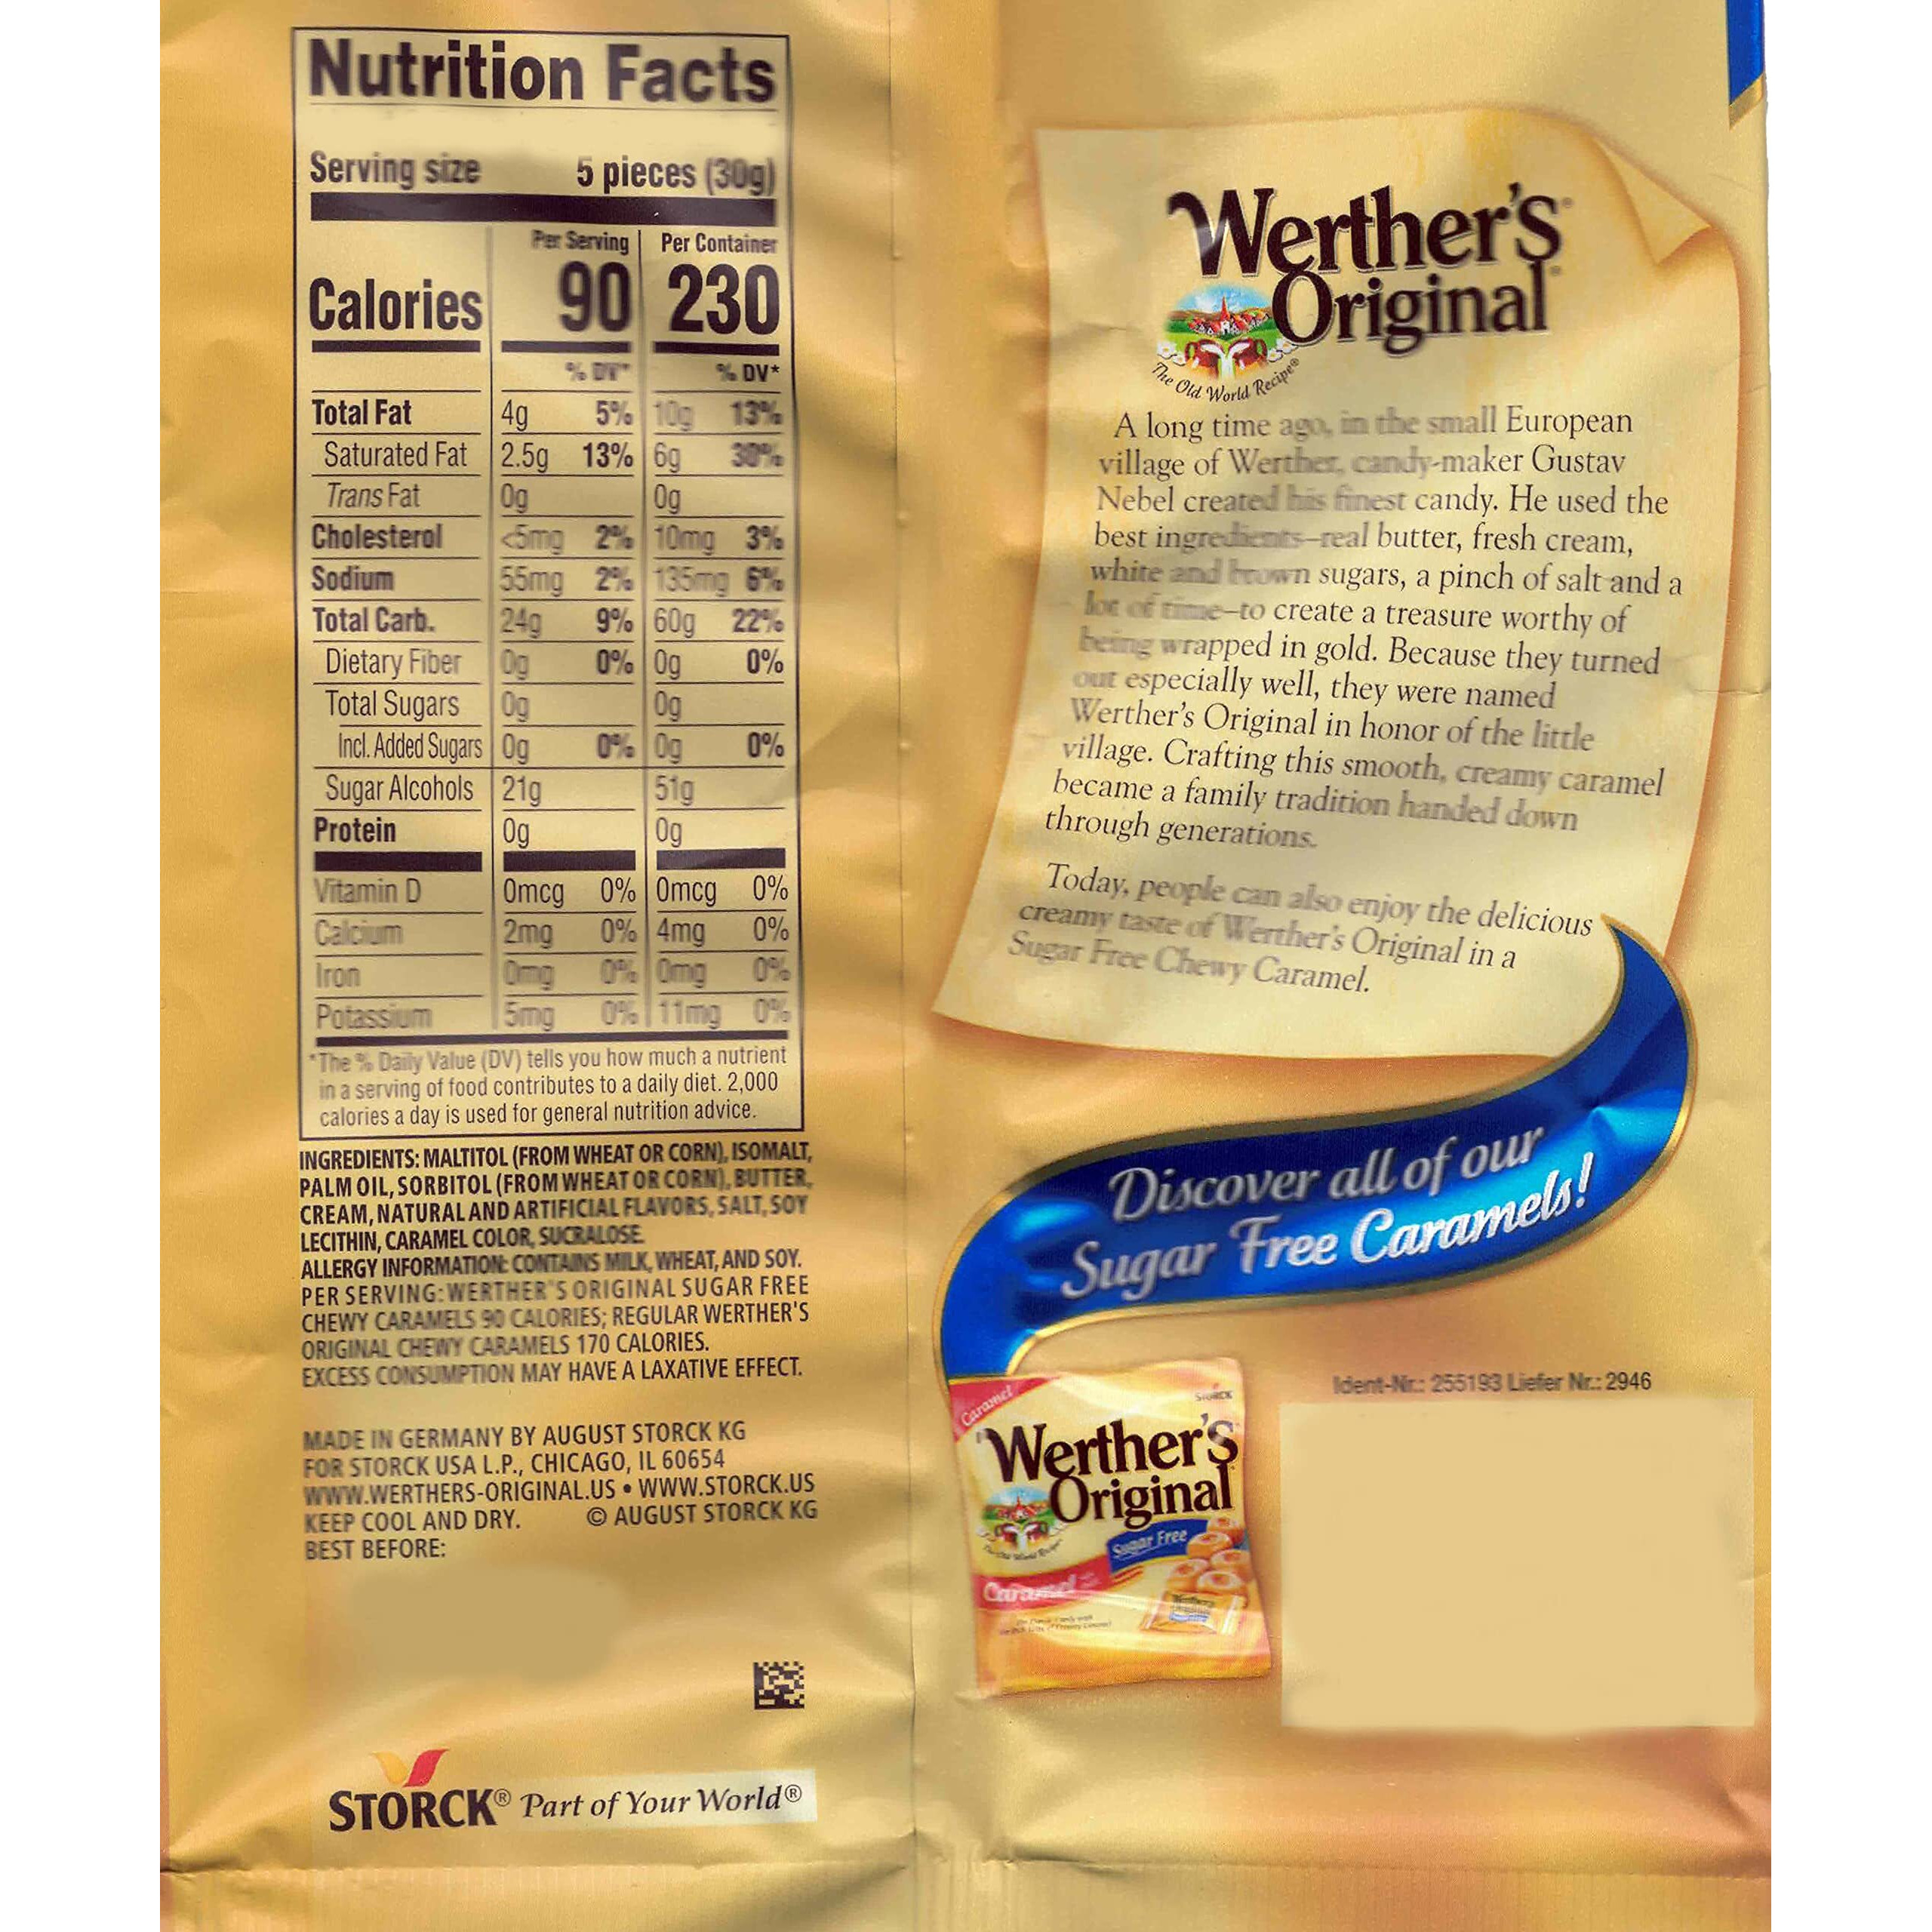 Nutrition Facts
Serving size 5 pieces (30g)
Per Serving Per Container
Calories 90 230
% DV* % DV*
Total Fat 4g 5% 10g 13%
Saturated Fat 2.5g 13% 6g 30%
Trans Fat 0g 0g
Cholesterol <5mg 2% 10mg 3%
Sodium 55mg 2% 135mg 6%
Total Carb. 24g 9% 60g 22%
Dietary Fiber 0g 0% 0g 0%
Total Sugars 0g 0g
Incl. Added Sugars 0g 0% 0g 0%
Sugar Alcohols 21g 51g
Protein 0g 0g
Vitamin D 0mcg 0% 0mcg 0%
Calcium 2mg 0% 4mg 0%
Iron 0mg 0% 0mg 0%
Potassium 5mg 0% 11mg 0%
*The % Daily Value (DV) tells you how much a nutrient
in a serving of food contributes to a daily diet. 2,000
calories a day is used for general nutrition advice.
INGREDIENTS: MALTITOL (FROM WHEAT OR CORN), ISOMALT,
PALM OIL, SORBITOL (FROM WHEAT OR CORN), BUTTER,
CREAM, NATURAL AND ARTIFICIAL FLAVORS, SALT, SOY
LECITHIN, CARAMEL COLOR, SUCRALOSE.
ALLERGY INFORMATION: CONTAINS MILK, WHEAT, AND SOY.
PER SERVING: WERTHER'S ORIGINAL SUGAR FREE
CHEWY CARAMELS 90 CALORIES; REGULAR WERTHER'S
ORIGINAL CHEWY CARAMELS 170 CALORIES.
EXCESS CONSUMPTION MAY HAVE A LAXATIVE EFFECT.
MADE IN GERMANY BY AUGUST STORCK KG
FOR STORCK USA L.P., CHICAGO, IL 60654
WWW.WERTHERS-ORIGINAL.US • WWW.STORCK.US
KEEP COOL AND DRY. © AUGUST STORCK KG
BEST BEFORE:
STORCK® Part of Your World®
Werther's
Original
The Old World Recipe®
A long time ago, in the small European
village of Werther, candy-maker Gustav
Nebel created his finest candy. He used the
best ingredients–real butter, fresh cream,
white and brown sugars, a pinch of salt and a
lot of time–to create a treasure worthy of
being wrapped in gold. Because they turned
out especially well, they were named
Werther's Original in honor of the little
village. Crafting this smooth, creamy caramel
became a family tradition handed down
through generations.
Today, people can also enjoy the delicious
creamy taste of Werther's Original in a
Sugar Free Chewy Caramel.
Discover all of our
Sugar Free Caramels!
Ident-Nr.: 255193 Liefer Nr.: 2946
Caramel
STORCK
Werther's
Original
Sugar Free
Caramel